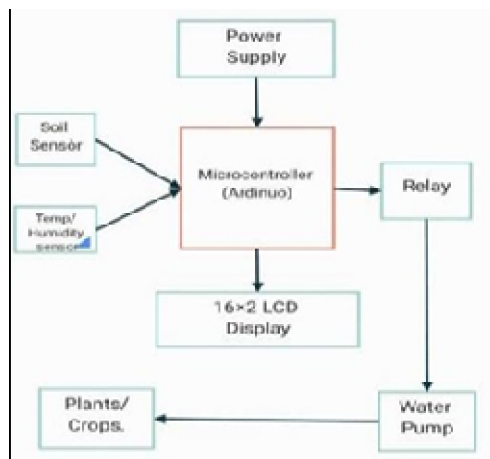 Power
Supply
Soil
Sensor
Microcontroller
(Ardinuo)
Relay
Temp/
Humidity
sensor
16×2 LCD
Display
Plants/
Crops.
Water
Pump